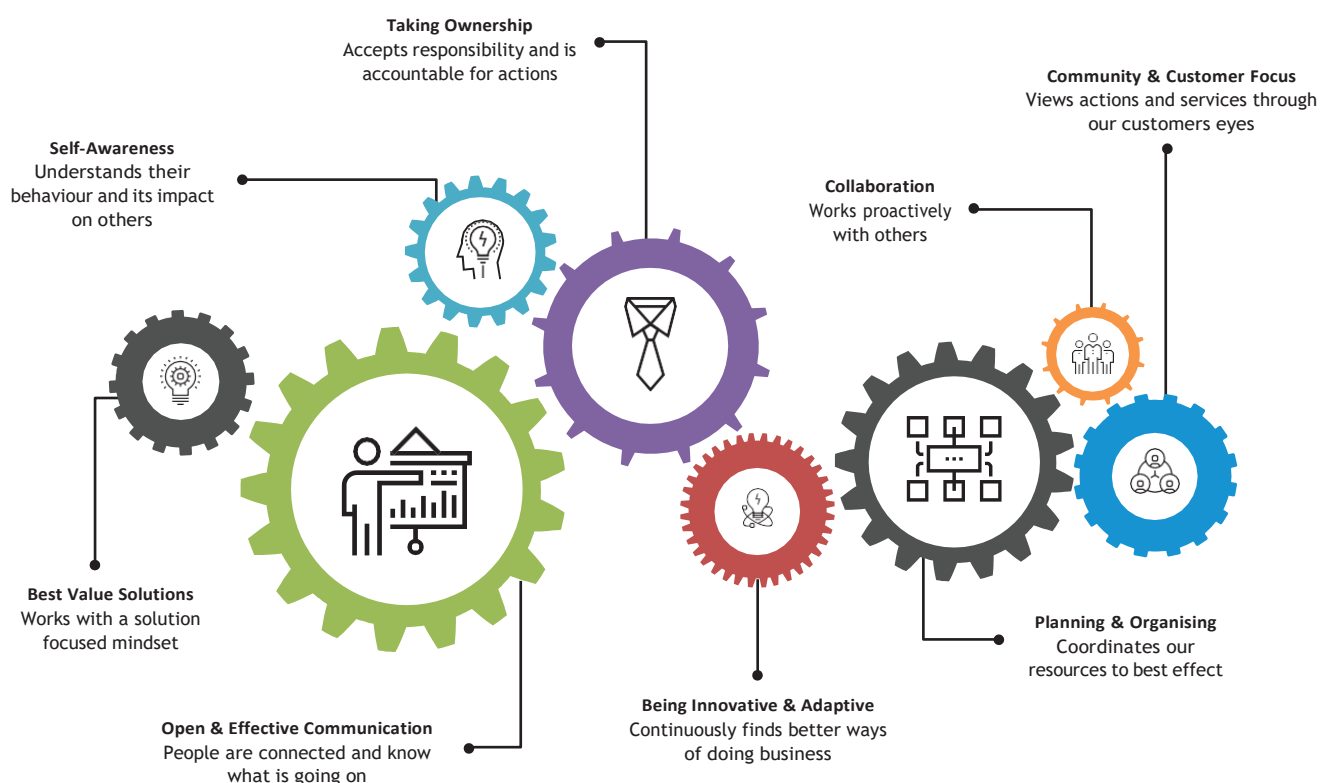 Taking Ownership
Accepts responsibility and is
accountable for actions
Community & Customer Focus
Views actions and services through
our customers eyes
Self-Awareness
Understands their
behaviour and its impact
on others
Collaboration
Works proactively
with others
Best Value Solutions
Works with a solution
focused mindset
Planning & Organising
Coordinates our
resources to best effect
Being Innovative & Adaptive
Continuously finds better ways
of doing business
Open & Effective Communication
People are connected and know
what is going on